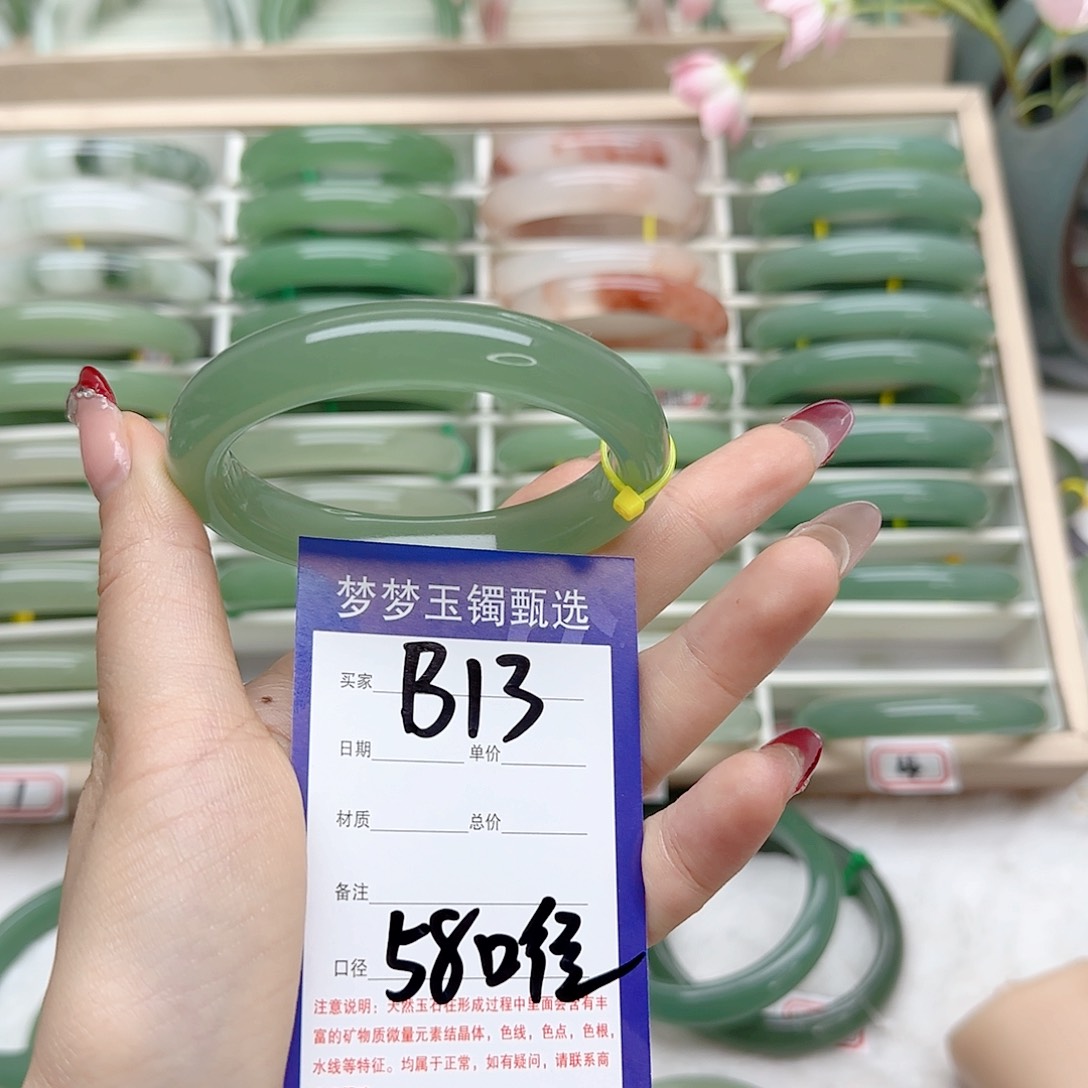 梦梦玉镯甄选
买家 B13
日期 单价
材质 总价
备注
口径 58口径
注意说明：天然玉石在形成过程中里面会含有丰
富的矿物质微量元素结晶体，色线，色点，色根，
水线等特征。均属于正常，如有疑问，请联系商
1
4